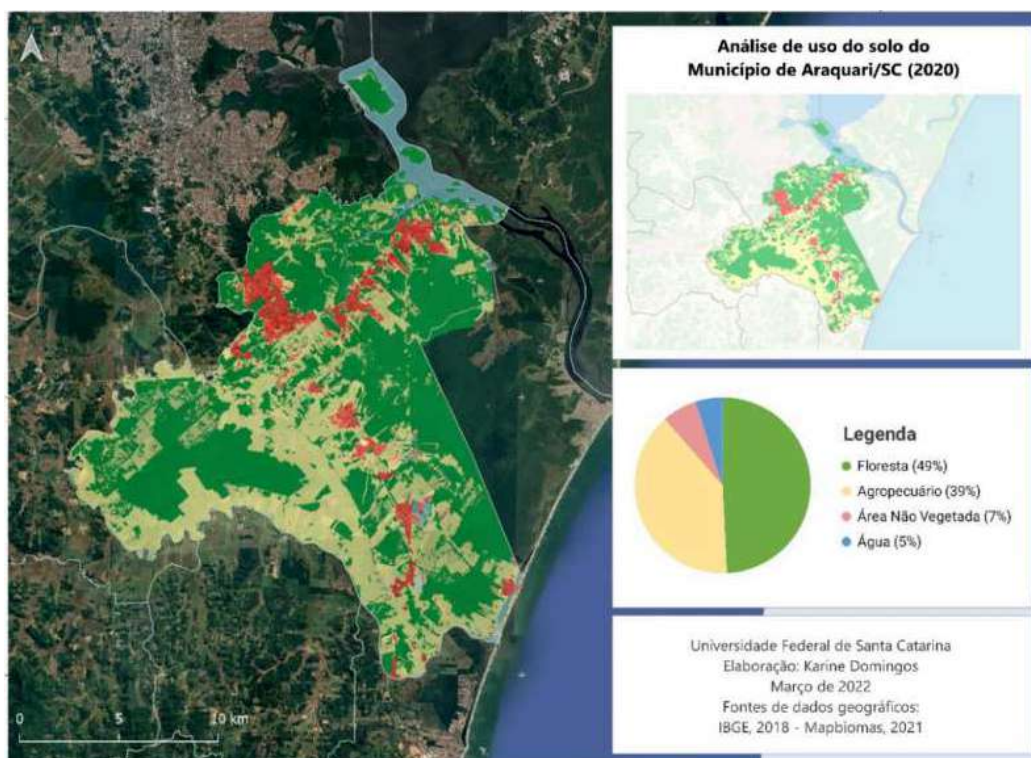 Análise de uso do solo do
Município de Araquari/SC (2020)
Legenda
Floresta (49%)
Agropecuário (39%)
Área Não Vegetada (7%)
Água (5%)
Universidade Federal de Santa Catarina
Elaboração: Karine Domingos
Março de 2022
Fontes de dados geográficos:
IBGE, 2018 - Mapbiomas, 2021
0 5 10 km